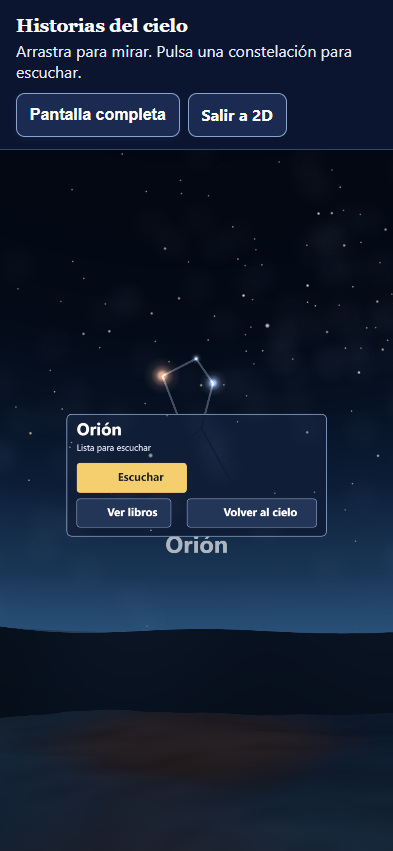 Historias del cielo
Arrastra para mirar. Pulsa una constelación para
escuchar.
Pantalla completa
Salir a 2D
Orión
Lista para escuchar
Escuchar
Ver libros
Volver al cielo
Orión